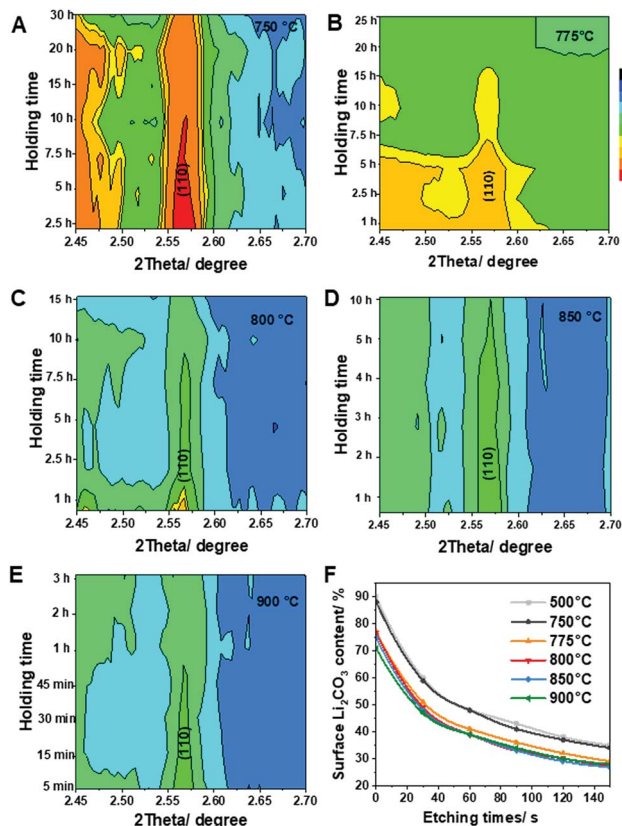 A
750 °C
Holding time
30 h
20 h
15 h
10 h
7.5 h
5 h
2.5 h
(110)
2.45 2.50 2.55 2.60 2.65 2.70
2Theta/ degree
B
775°C
Holding time
25 h
20 h
15 h
10 h
5 h
1 h
(110)
2.45 2.50 2.55 2.60 2.65 2.70
2Theta/ degree
C
800 °C
Holding time
15 h
10 h
7.5 h
5 h
2.5 h
1 h
(110)
2.45 2.50 2.55 2.60 2.65 2.70
2Theta/ degree
D
850 °C
Holding time
10 h
5 h
4 h
3 h
2 h
1 h
(110)
2.45 2.50 2.55 2.60 2.65 2.70
2Theta/ degree
E
900 °C
Holding time
3 h
2 h
1 h
45 min
30 min
15 min
5 min
(110)
2.45 2.50 2.55 2.60 2.65 2.70
2Theta/ degree
F
Surface Li₂CO₃ content/ %
90
80
70
60
50
40
30
20
500°C
750°C
775°C
800°C
850°C
900°C
0 20 40 60 80 100 120 140
Etching times/ s